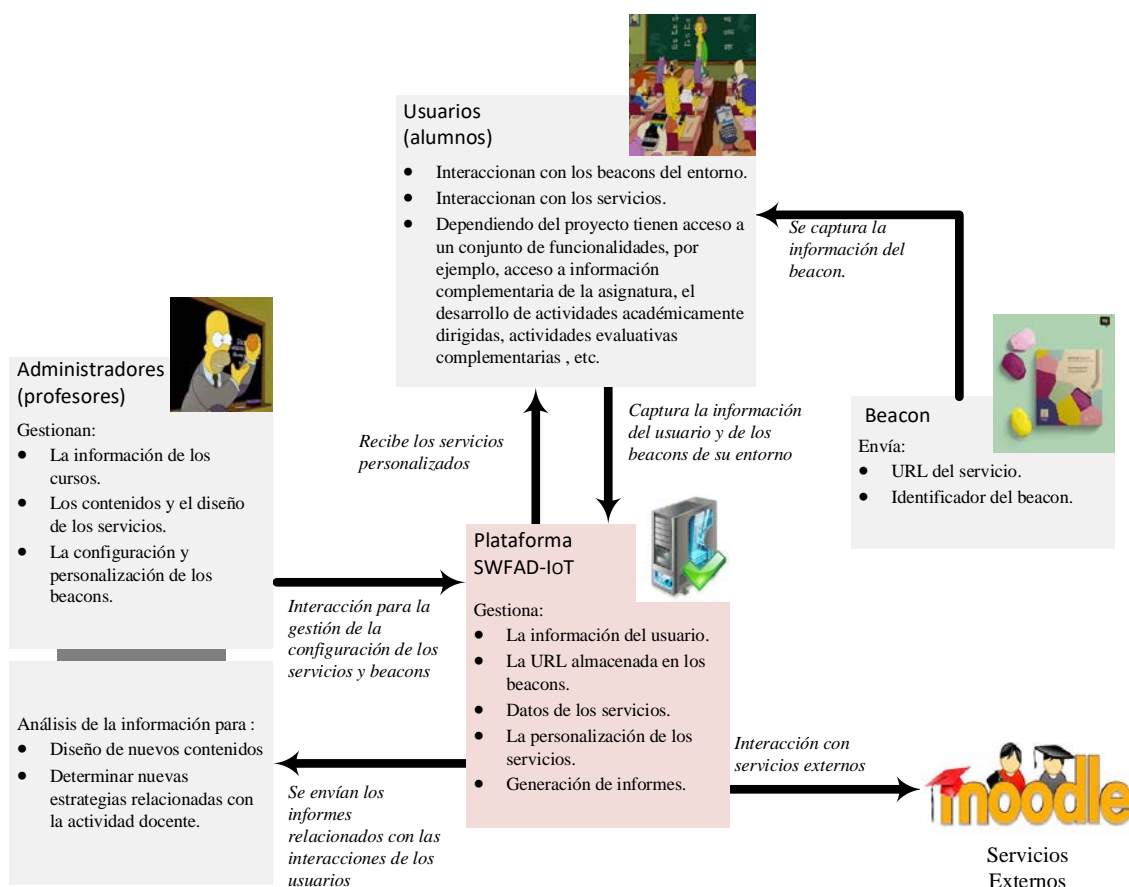 Usuarios
(alumnos)
• Interaccionan con los beacons del entorno.
• Interaccionan con los servicios.
• Dependiendo del proyecto tienen acceso a
un conjunto de funcionalidades, por
ejemplo, acceso a información
complementaria de la asignatura, el
desarrollo de actividades académicamente
dirigidas, actividades evaluativas
complementarias , etc.
Se captura la
información del
beacon.
Administradores
(profesores)
Gestionan:
• La información de los
cursos.
• Los contenidos y el diseño
de los servicios.
• La configuración y
personalización de los
beacons.
Recibe los servicios
personalizados
Captura la información
del usuario y de los
beacons de su entorno
Beacon
Envía:
• URL del servicio.
• Identificador del beacon.
Interacción para la
gestión de la
configuración de los
servicios y beacons
Plataforma
SWFAD-IOT
Gestiona:
• La información del usuario.
• La URL almacenada en los
beacons.
• Datos de los servicios.
• La personalización de los
servicios.
• Generación de informes.
Análisis de la información para :
• Diseño de nuevos contenidos
• Determinar nuevas
estrategias relacionadas con
la actividad docente.
Se envían los
informes
relacionados con las
interacciones de los
usuarios
Interacción con
servicios externos
moodle
Servicios
Externos